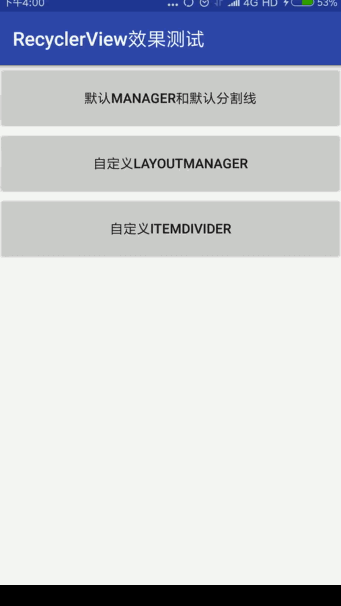 下午4:00 ... 4G HD 53%
RecyclerView效果测试
默认MANAGER和默认分割线
自定义LAYOUTMANAGER
自定义ITEMDIVIDER